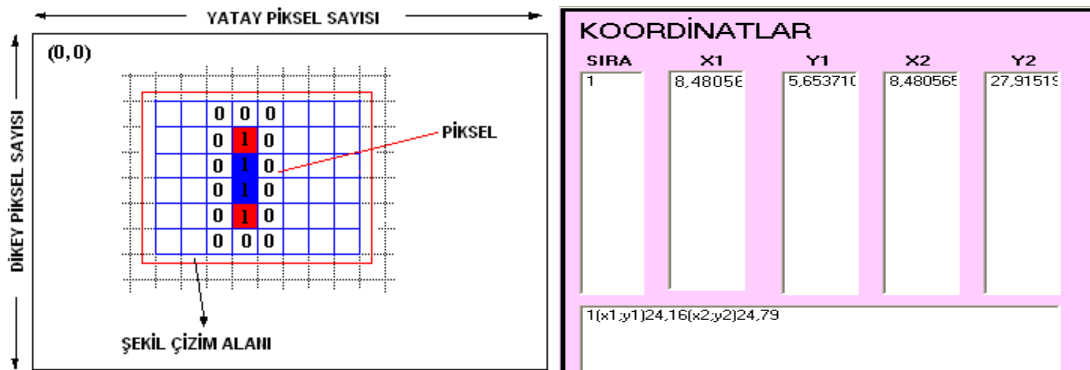 YATAY PİKSEL SAYISI
DİKEY PİKSEL SAYISI
(0,0)
0 0 0
0 1 0
0 1 0
0 1 0
0 1 0
0 0 0
PİKSEL
ŞEKİL ÇİZİM ALANI
KOORDİNATLAR
SIRA X1 Y1 X2 Y2
1 8,48056 5,653710 8,480565 27,91519
1(x1;y1)24,16(x2;y2)24,79